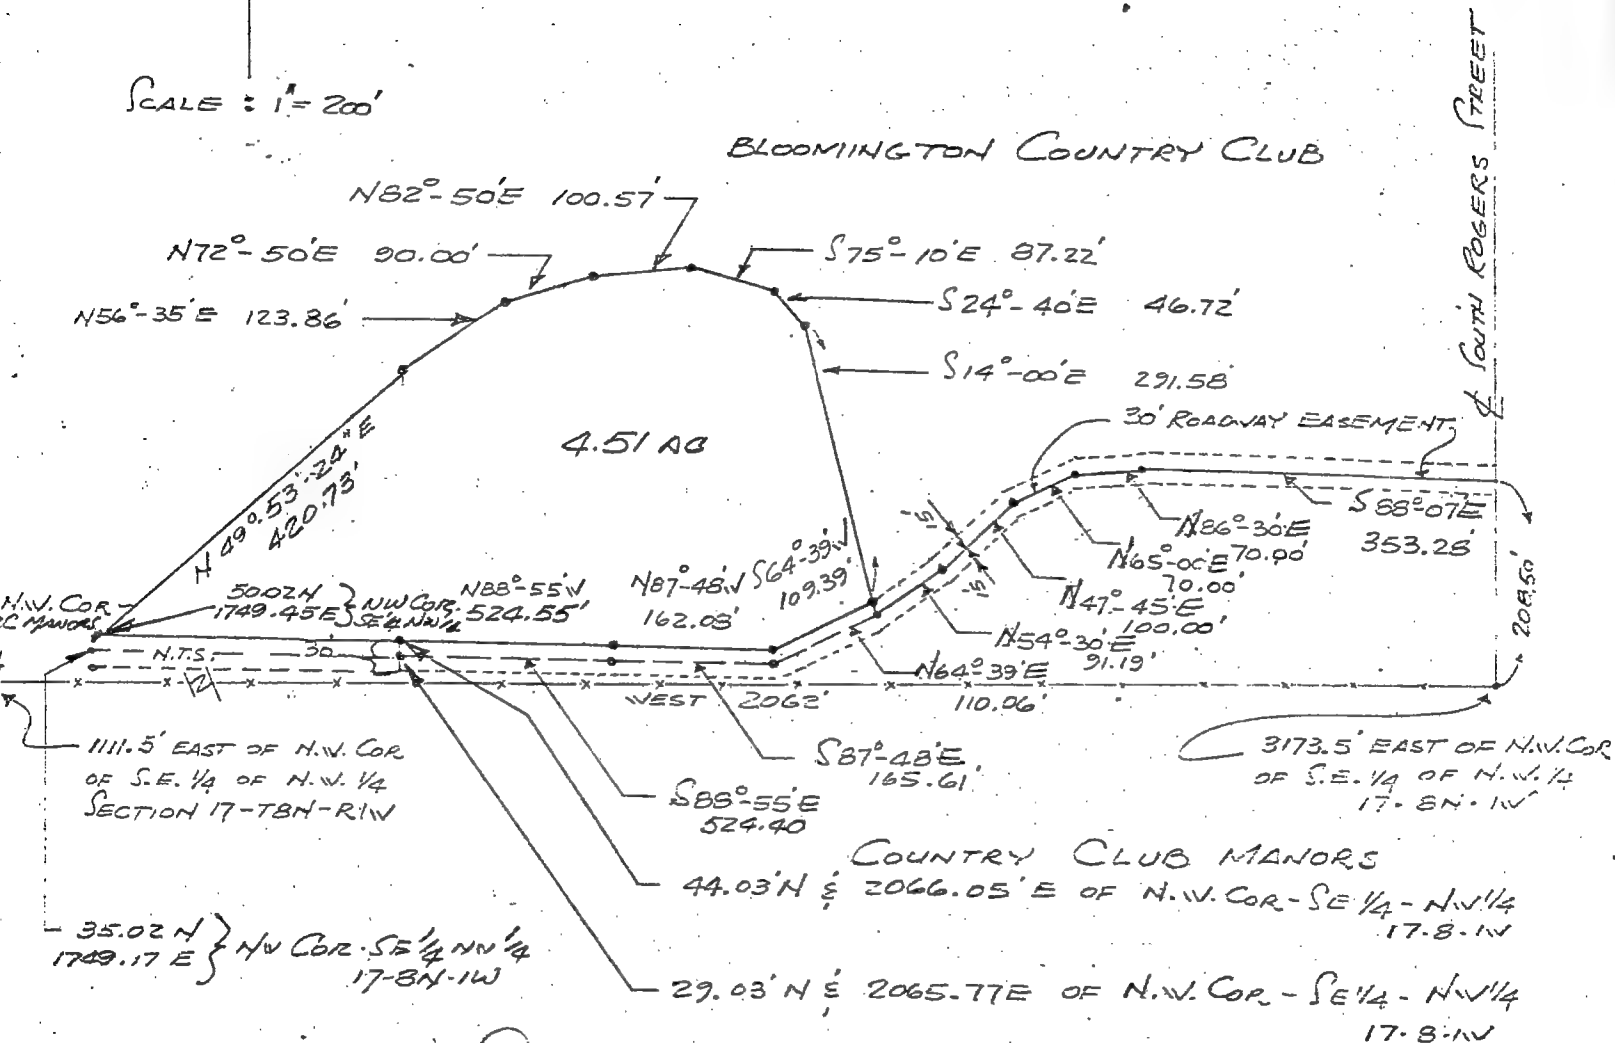 SCALE : 1" = 200'
BLOOMINGTON COUNTRY CLUB
℄ SOUTH ROGERS STREET
N82°-50'E 100.57'
N72°-50'E 90.00'
N56°-35'E 123.86'
S75°-10'E 87.22'
S24°-40'E 46.72'
S14°-00'E 291.58'
30' ROADWAY EASEMENT
4.51 AC
N 49°-53'-24" E
420.73'
S88°-07'E
353.28'
N86°-30'E
70.00'
N65°-00'E
70.00'
N47°-45'E
100.00'
N54°-30'E
91.19'
N64°-39'E
110.06'
15'
15'
208.50'
S64°-39'W
109.39'
N87°-48'W
162.03'
N88°-55'W
524.55'
50.02 N
1749.45 E
NW COR.
SE¼ NW¼
N.W. COR
MANORS
N.T.S.
30
WEST 2062'
1111.5' EAST OF N.W. COR
OF S.E. 1/4 OF N.W. 1/4
SECTION 17-T8N-R1W
S87°-48'E
165.61'
S88°-55'E
524.40
3173.5' EAST OF N.W. COR
OF S.E. 1/4 OF N.W. 1/4
17-8N-1W
COUNTRY CLUB MANORS
44.03'N & 2066.05'E OF N.W. COR-SE 1/4-N.W 1/4
17-8-1W
35.02 N
1749.17 E
NW COR. SE 1/4 NW 1/4
17-8N-1W
29.03'N & 2065.77E OF N.W. COR - SE 1/4 - N.W 1/4
17-8-1W